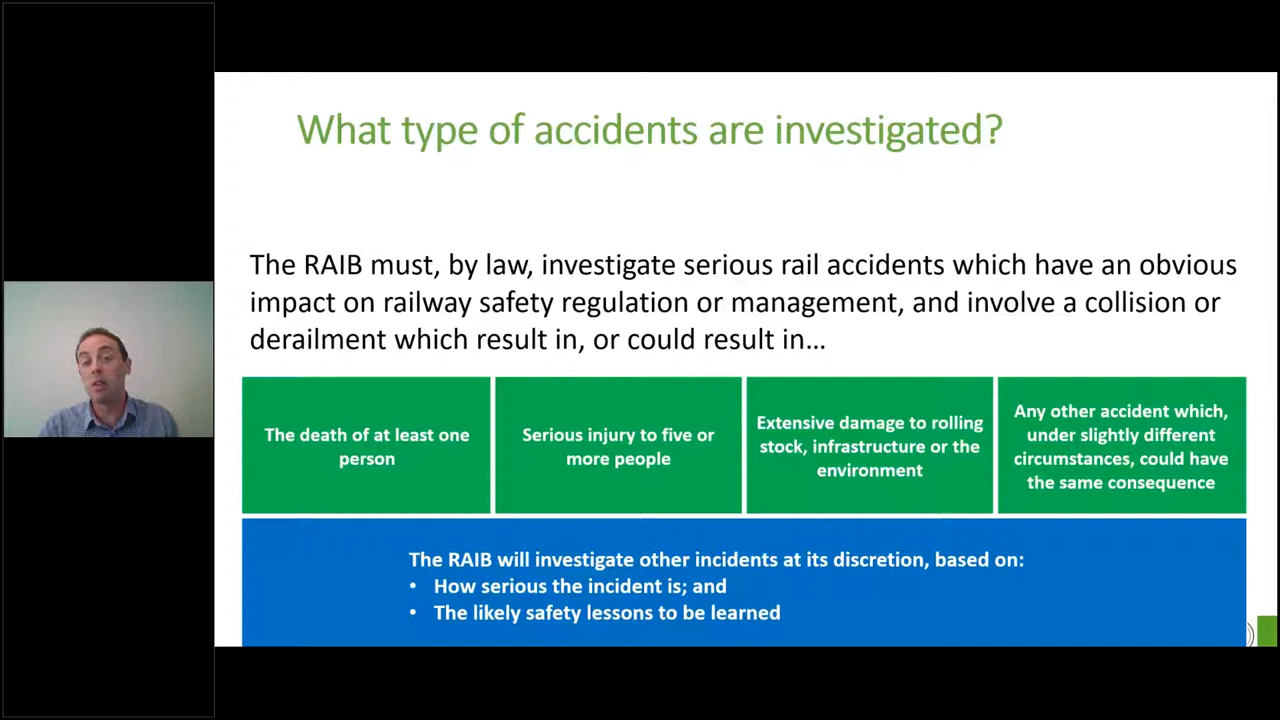 What type of accidents are investigated?
The RAIB must, by law, investigate serious rail accidents which have an obvious
impact on railway safety regulation or management, and involve a collision or
derailment which result in, or could result in…
The death of at least one
person
Serious injury to five or
more people
Extensive damage to rolling
stock, infrastructure or the
environment
Any other accident which,
under slightly different
circumstances, could have
the same consequence
The RAIB will investigate other incidents at its discretion, based on:
• How serious the incident is; and
• The likely safety lessons to be learned